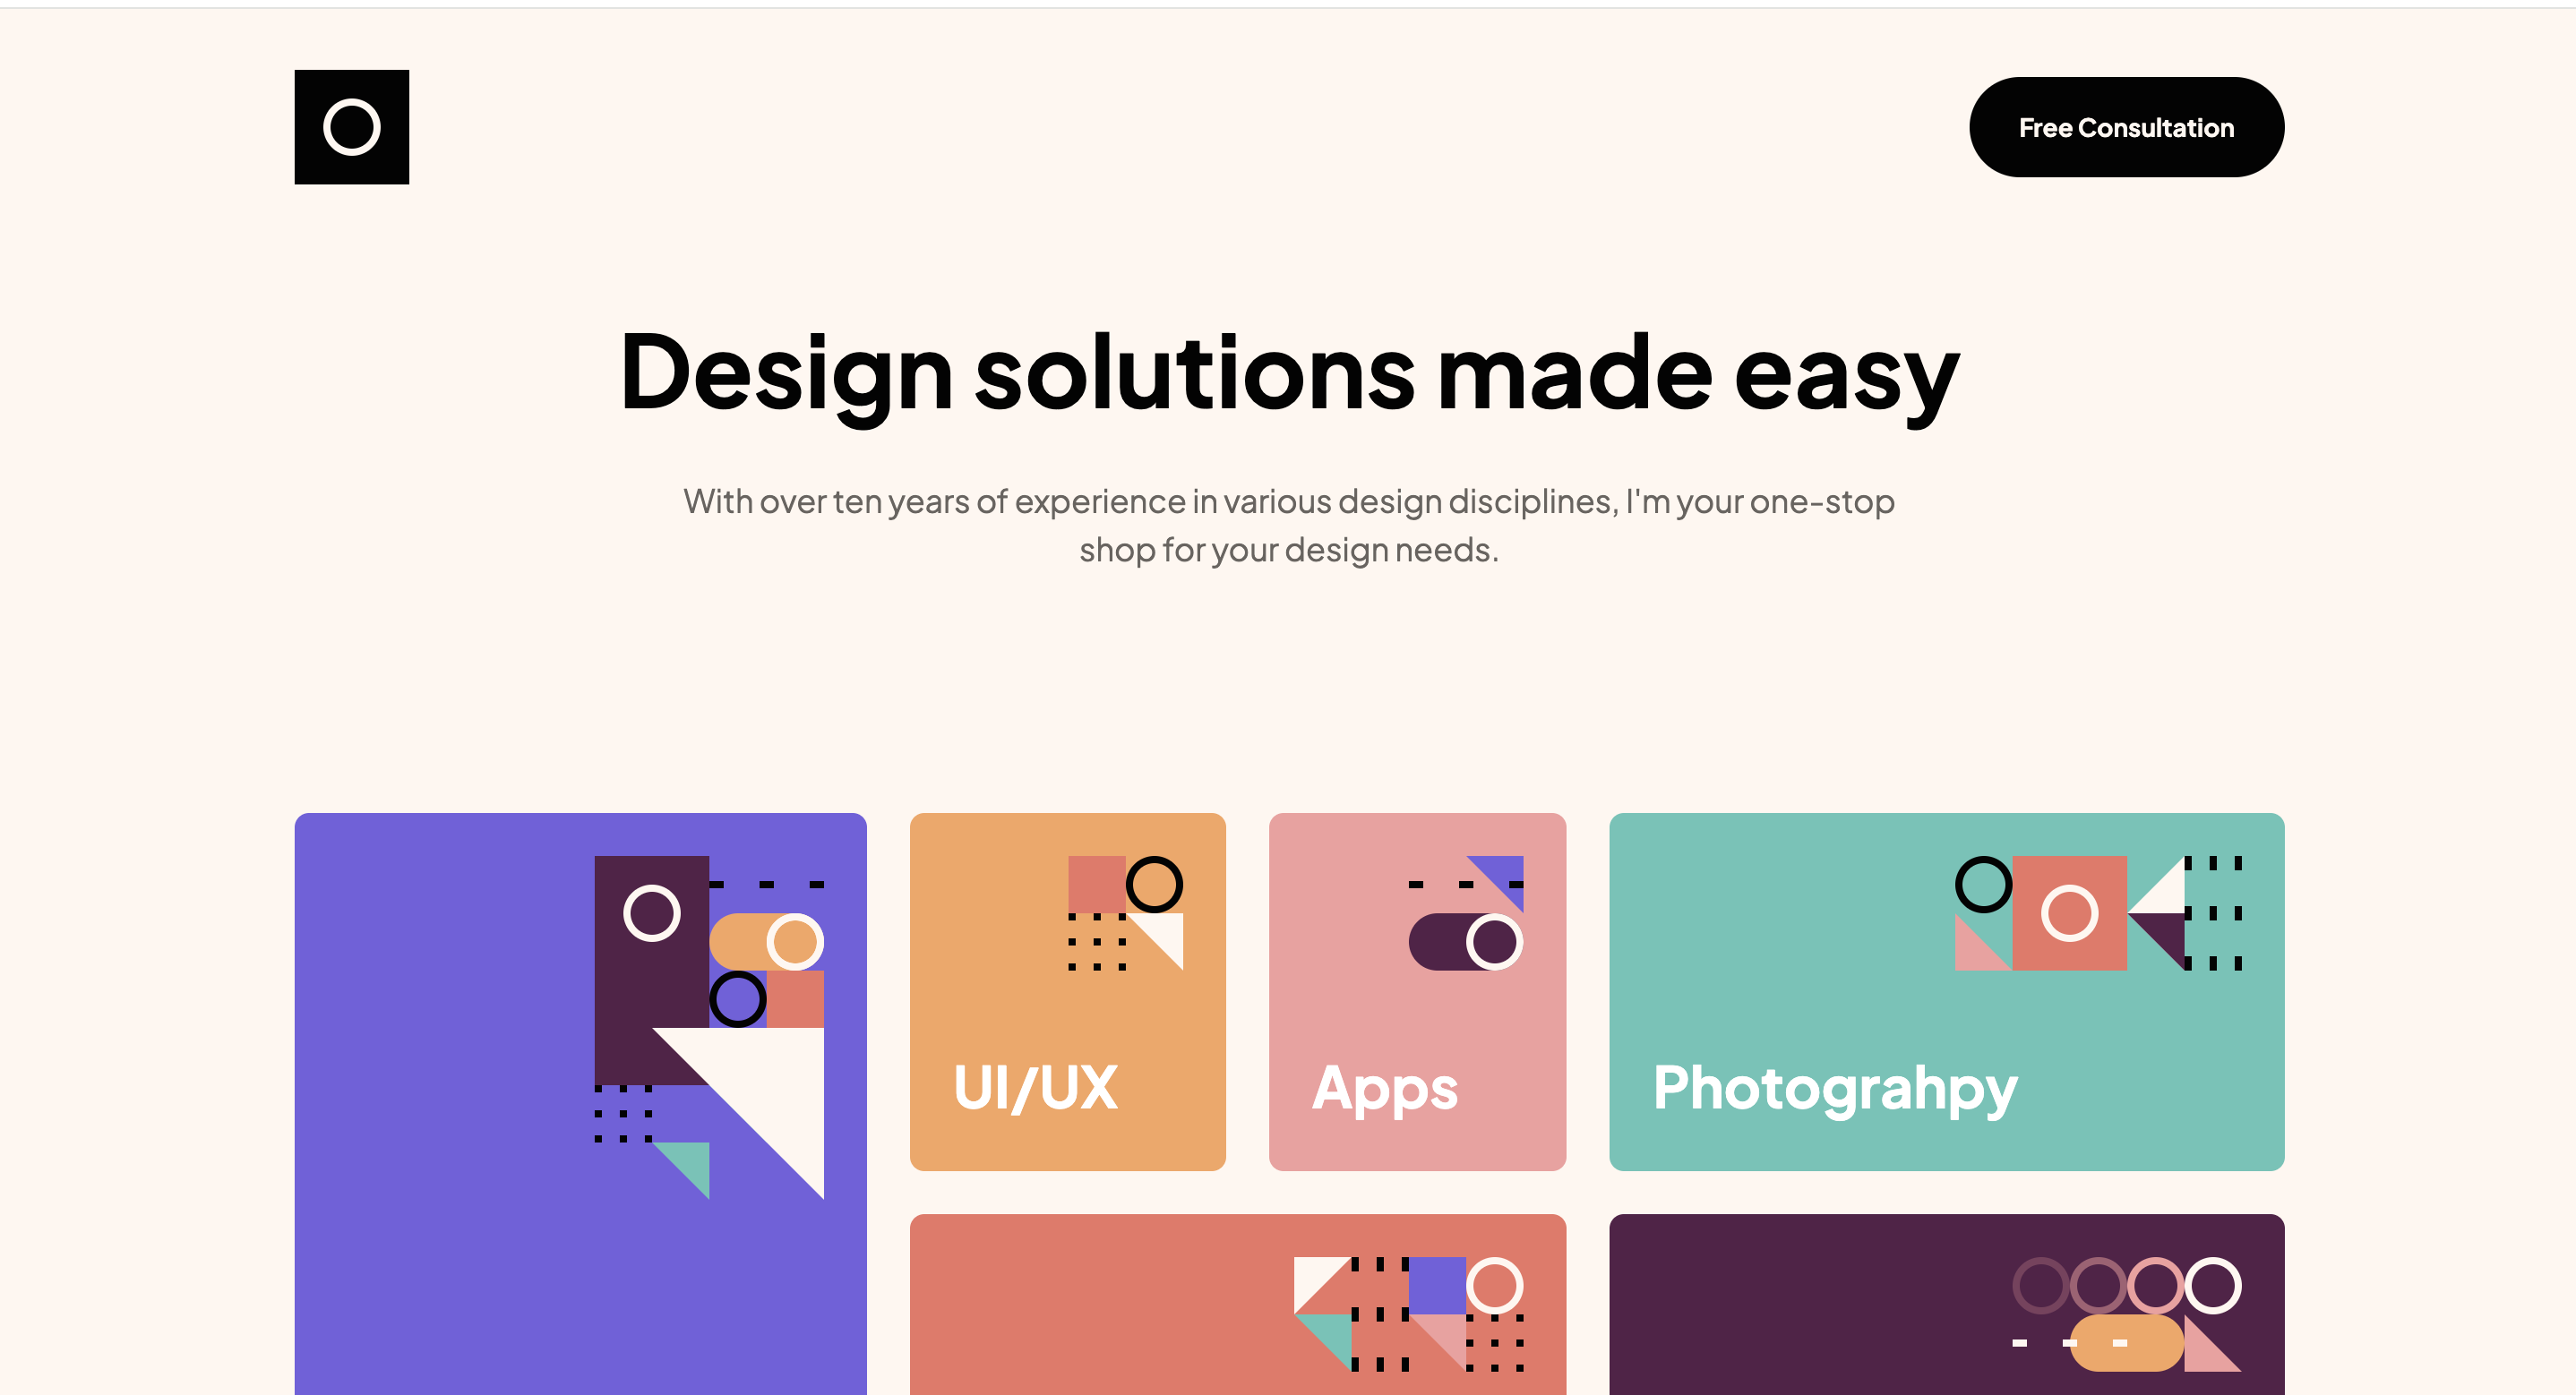 Free Consultation
Design solutions made easy
With over ten years of experience in various design disciplines, I'm your one-stop
shop for your design needs.
UI/UX
Apps
Photograhpy